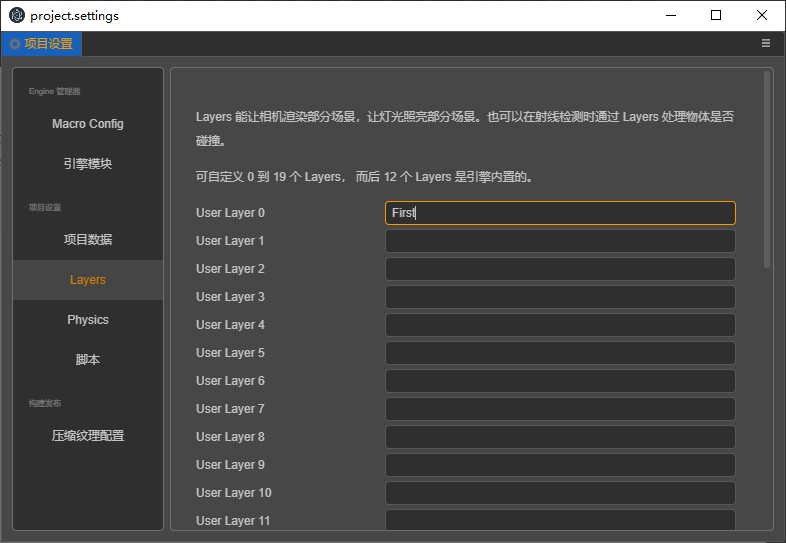 project.settings
项目设置
Engine 管理器
Macro Config
引擎模块
项目设置
项目数据
Layers
Physics
脚本
构建发布
压缩纹理配置
Layers 能让相机渲染部分场景，让灯光照亮部分场景。也可以在射线检测时通过 Layers 处理物体是否
碰撞。
可自定义 0 到 19 个 Layers， 而后 12 个 Layers 是引擎内置的。
User Layer 0 First
User Layer 1
User Layer 2
User Layer 3
User Layer 4
User Layer 5
User Layer 6
User Layer 7
User Layer 8
User Layer 9
User Layer 10
User Layer 11